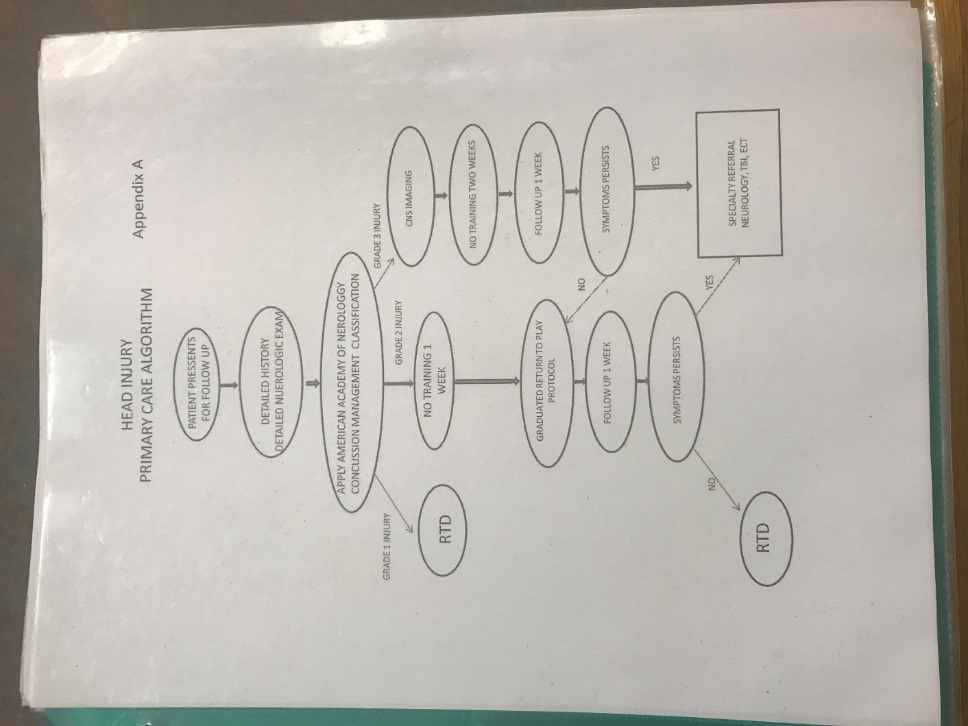 HEAD INJURY
PRIMARY CARE ALGORITHM
Appendix A
PATIENT PRESSENTS
FOR FOLLOW UP
DETAILED HISTORY
DETAILED NUEROLOGIC EXAM
APPLY AMERICAN ACADEMY OF NEROLOGGY
CONCUSSION MANAGEMENT CLASSIFICATION
GRADE 1 INJURY
GRADE 2 INJURY
GRADE 3 INJURY
RTD
NO TRAINING 1
WEEK
CNS IMAGING
NO TRAINING TWO WEEKS
FOLLOW UP 1 WEEK
SYMPTOMS PERSISTS
NO
YES
GRADUATED RETURN TO PLAY
PROTOCOL
FOLLOW UP 1 WEEK
SYMPTOMS PERSISTS
NO
YES
RTD
SPECIALTY REFERRAL
NEUROLOGY, TBI, ECT